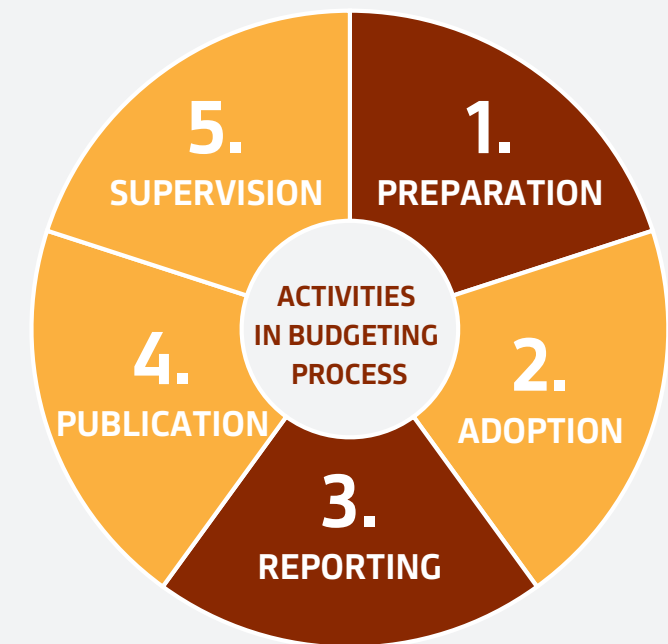 ACTIVITIES
IN BUDGETING
PROCESS
1.
PREPARATION
2.
ADOPTION
3.
REPORTING
4.
PUBLICATION
5.
SUPERVISION